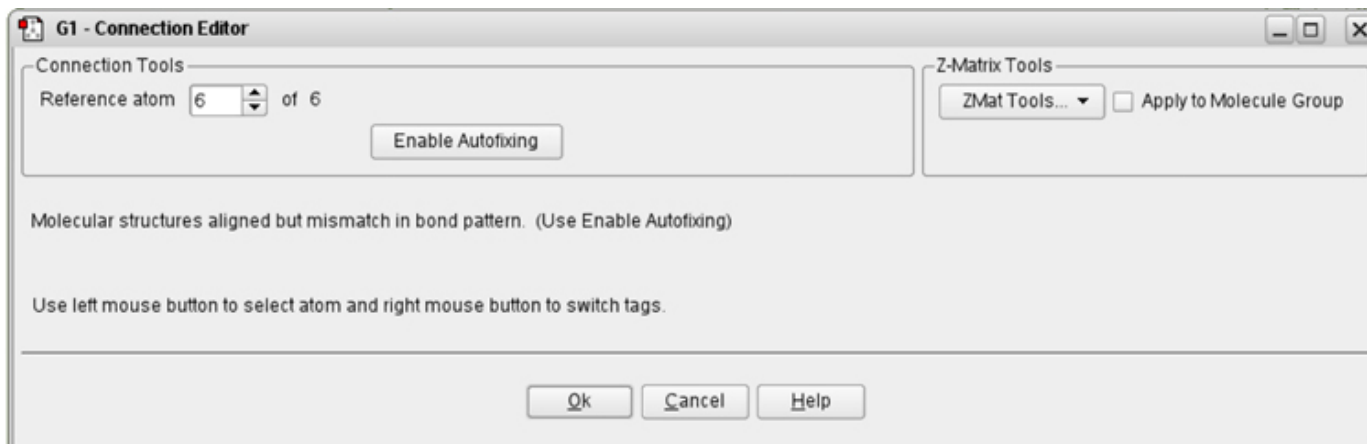 G1 - Connection Editor
Connection Tools
Z-Matrix Tools
Reference atom 6 of 6
ZMat Tools... Apply to Molecule Group
Enable Autofixing
Molecular structures aligned but mismatch in bond pattern. (Use Enable Autofixing)
Use left mouse button to select atom and right mouse button to switch tags.
Ok Cancel Help